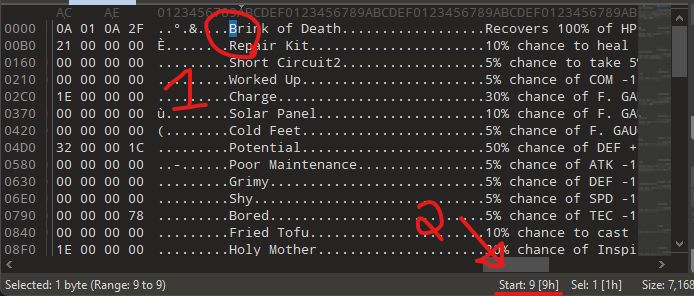 AC AE 0123456789ABCDEF0123456789ABCDEF0123456789ABCDEF0123456789ABCDEF
0000 0A 01 0A 2F ..°.&....Brink of Death..................Recovers 100% of HP
00B0 21 00 00 00 È........Repair Kit......................10% chance to heal
0160 00 00 00 00 .........Short Circuit2..................5% chance to take 5%
0210 00 00 00 00 .........Worked Up.......................5% chance of COM -1
02C0 1E 00 00 00 .........Charge..........................30% chance of F. GAU
0370 00 00 00 00 ù........Solar Panel.....................10% chance of F. GAU
0420 00 00 00 00 (........Cold Feet.......................5% chance of F. GAU
04D0 32 00 00 1C .........Potential.......................50% chance of DEF +
0580 00 00 00 00 ..-......Poor Maintenance................5% chance of ATK -1
0630 00 00 00 00 .........Grimy...........................5% chance of DEF -1
06E0 00 00 00 00 .........Shy.............................5% chance of SPD -1
0790 00 00 00 78 .........Bored...........................5% chance of TEC -1
0840 00 00 00 00 .........Fried Tofu......................10% chance to cast
08F0 1E 00 00 00 .........Holy Mother.....................% chance of Inspi
1
2
Selected: 1 byte (Range: 9 to 9) Start: 9 [9h] Sel: 1 [1h] Size: 7,168